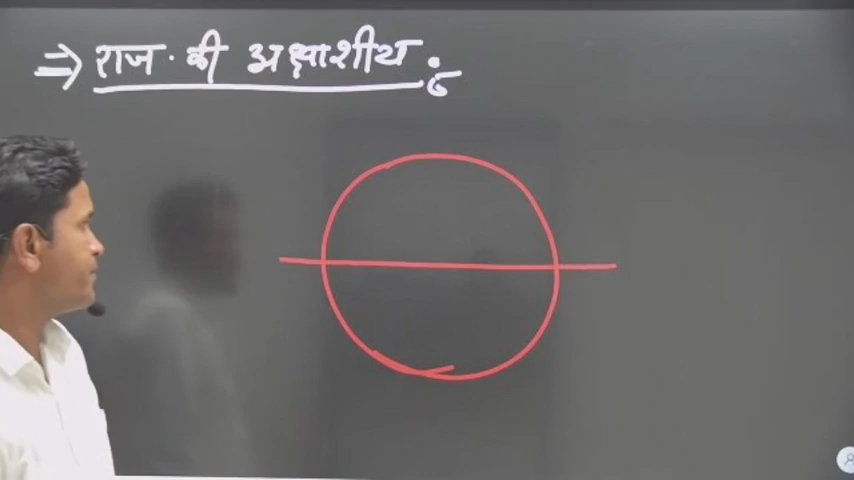 ⇒ राज. की अक्षाशीय :-